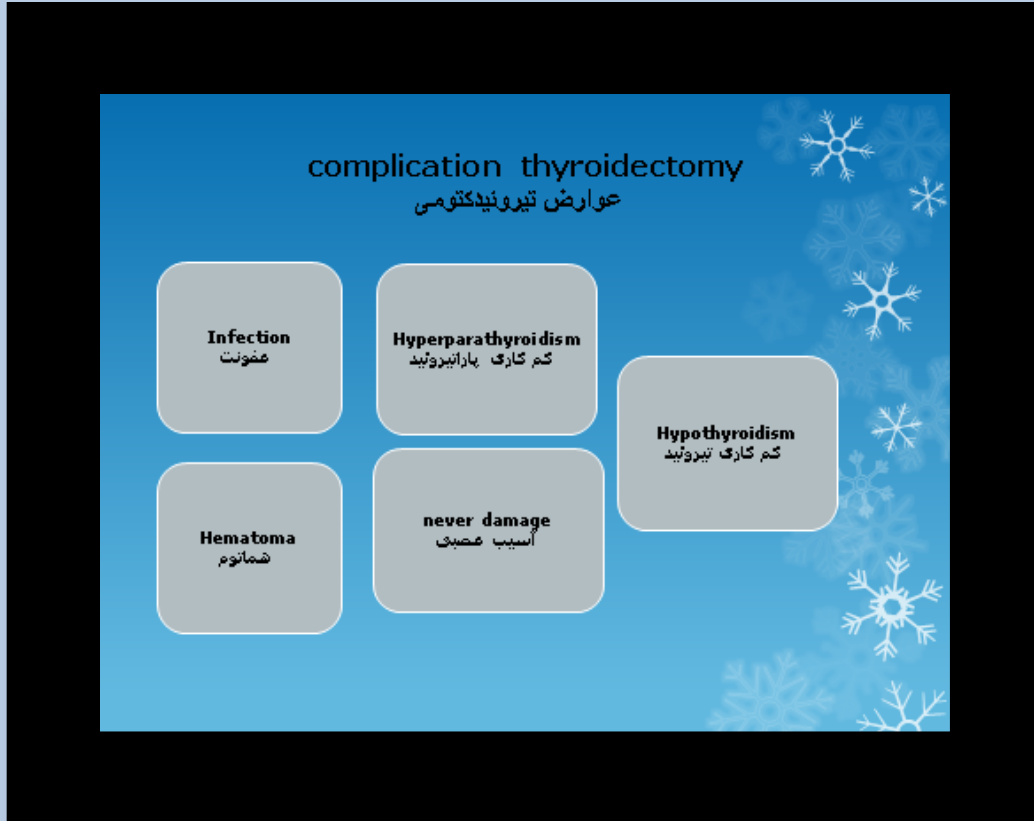 complication thyroidectomy
عوارض تیروئیدکتومی
Infection
عفونت
Hyperparathyroidism
کم کاری پاراتیروئید
Hypothyroidism
کم کاری تیروئید
Hematoma
هماتوم
never damage
آسیب عصبی